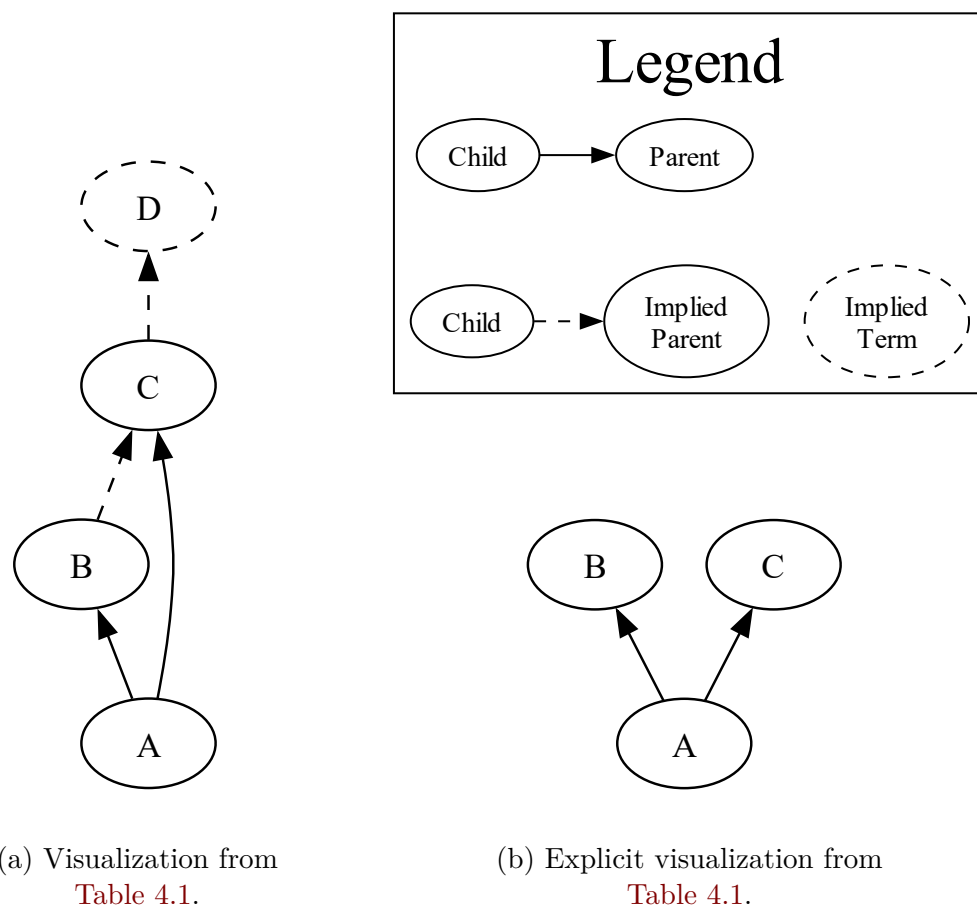 Legend
Child
Parent
Child
Implied
Parent
Implied
Term
D
C
B
A
B
C
A
a) Visualization from
Table 4.1.
(b) Explicit visualization from
Table 4.1.